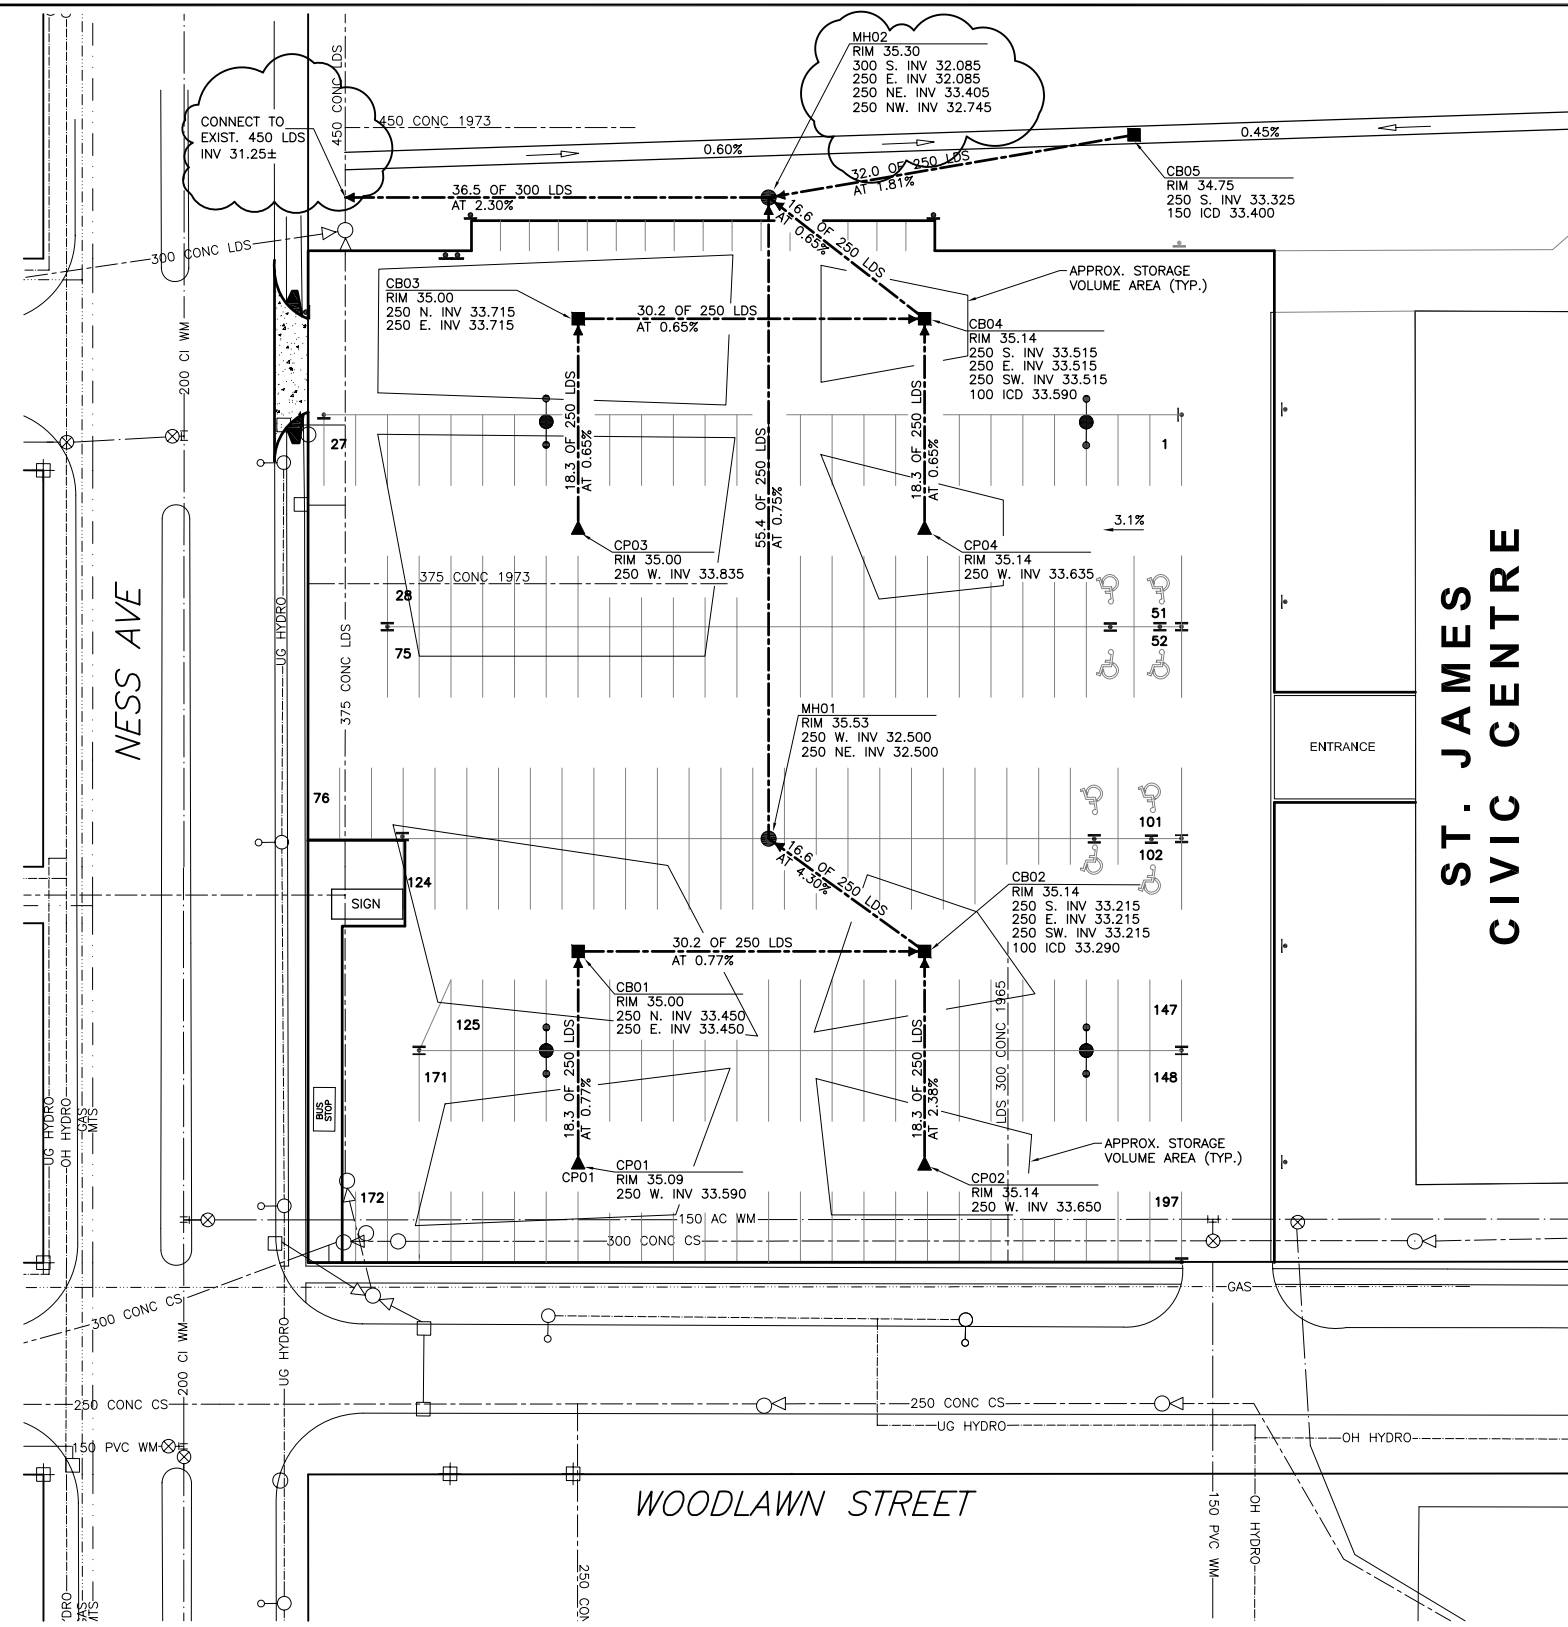 MH02
RIM 35.30
300 S. INV 32.085
250 E. INV 32.085
250 NE. INV 33.405
250 NW. INV 32.745
CONNECT TO
EXIST. 450 LDS
INV 31.25±
450 CONC LDS
450 CONC 1973
0.60%
0.45%
32.0 OF 250 LDS
AT 1.81%
CB05
RIM 34.75
250 S. INV 33.325
150 ICD 33.400
36.5 OF 300 LDS
AT 2.30%
16.6 OF 250 LDS
AT 0.65%
300 CONC LDS
APPROX. STORAGE
VOLUME AREA (TYP.)
CB03
RIM 35.00
250 N. INV 33.715
250 E. INV 33.715
30.2 OF 250 LDS
AT 0.65%
CB04
RIM 35.14
250 S. INV 33.515
250 E. INV 33.515
250 SW. INV 33.515
100 ICD 33.590
200 CI WM
18.3 OF 250 LDS
AT 0.65%
55.4 OF 250 LDS
AT 0.75%
18.3 OF 250 LDS
AT 0.65%
27
1
3.1%
CP03
RIM 35.00
250 W. INV 33.835
CP04
RIM 35.14
250 W. INV 33.635
375 CONC 1973
28
51
75
52
UG HYDRO
375 CONC LDS
NESS AVE
ST. JAMES
CIVIC CENTRE
ENTRANCE
MH01
RIM 35.53
250 W. INV 32.500
250 NE. INV 32.500
76
101
102
124
SIGN
16.6 OF 250 LDS
AT 4.30%
CB02
RIM 35.14
250 S. INV 33.215
250 E. INV 33.215
250 SW. INV 33.215
100 ICD 33.290
30.2 OF 250 LDS
AT 0.77%
CB01
RIM 35.00
250 N. INV 33.450
250 E. INV 33.450
125
147
171
148
18.3 OF 250 LDS
AT 0.77%
18.3 OF 250 LDS
AT 2.38%
LDS 300 CONC 1965
BUS
STOP
UG HYDRO
OH HYDRO
GAS
MTS
APPROX. STORAGE
VOLUME AREA (TYP.)
CP01
CP01
RIM 35.09
250 W. INV 33.590
CP02
RIM 35.14
250 W. INV 33.650
172
197
150 AC WM
300 CONC CS
GAS
300 CONC CS
200 CI WM
UG HYDRO
250 CONC CS
250 CONC CS
UG HYDRO
OH HYDRO
150 PVC WM
WOODLAWN STREET
150 PVC WM
OH HYDRO
250 CON
YDRO
GAS
MTS